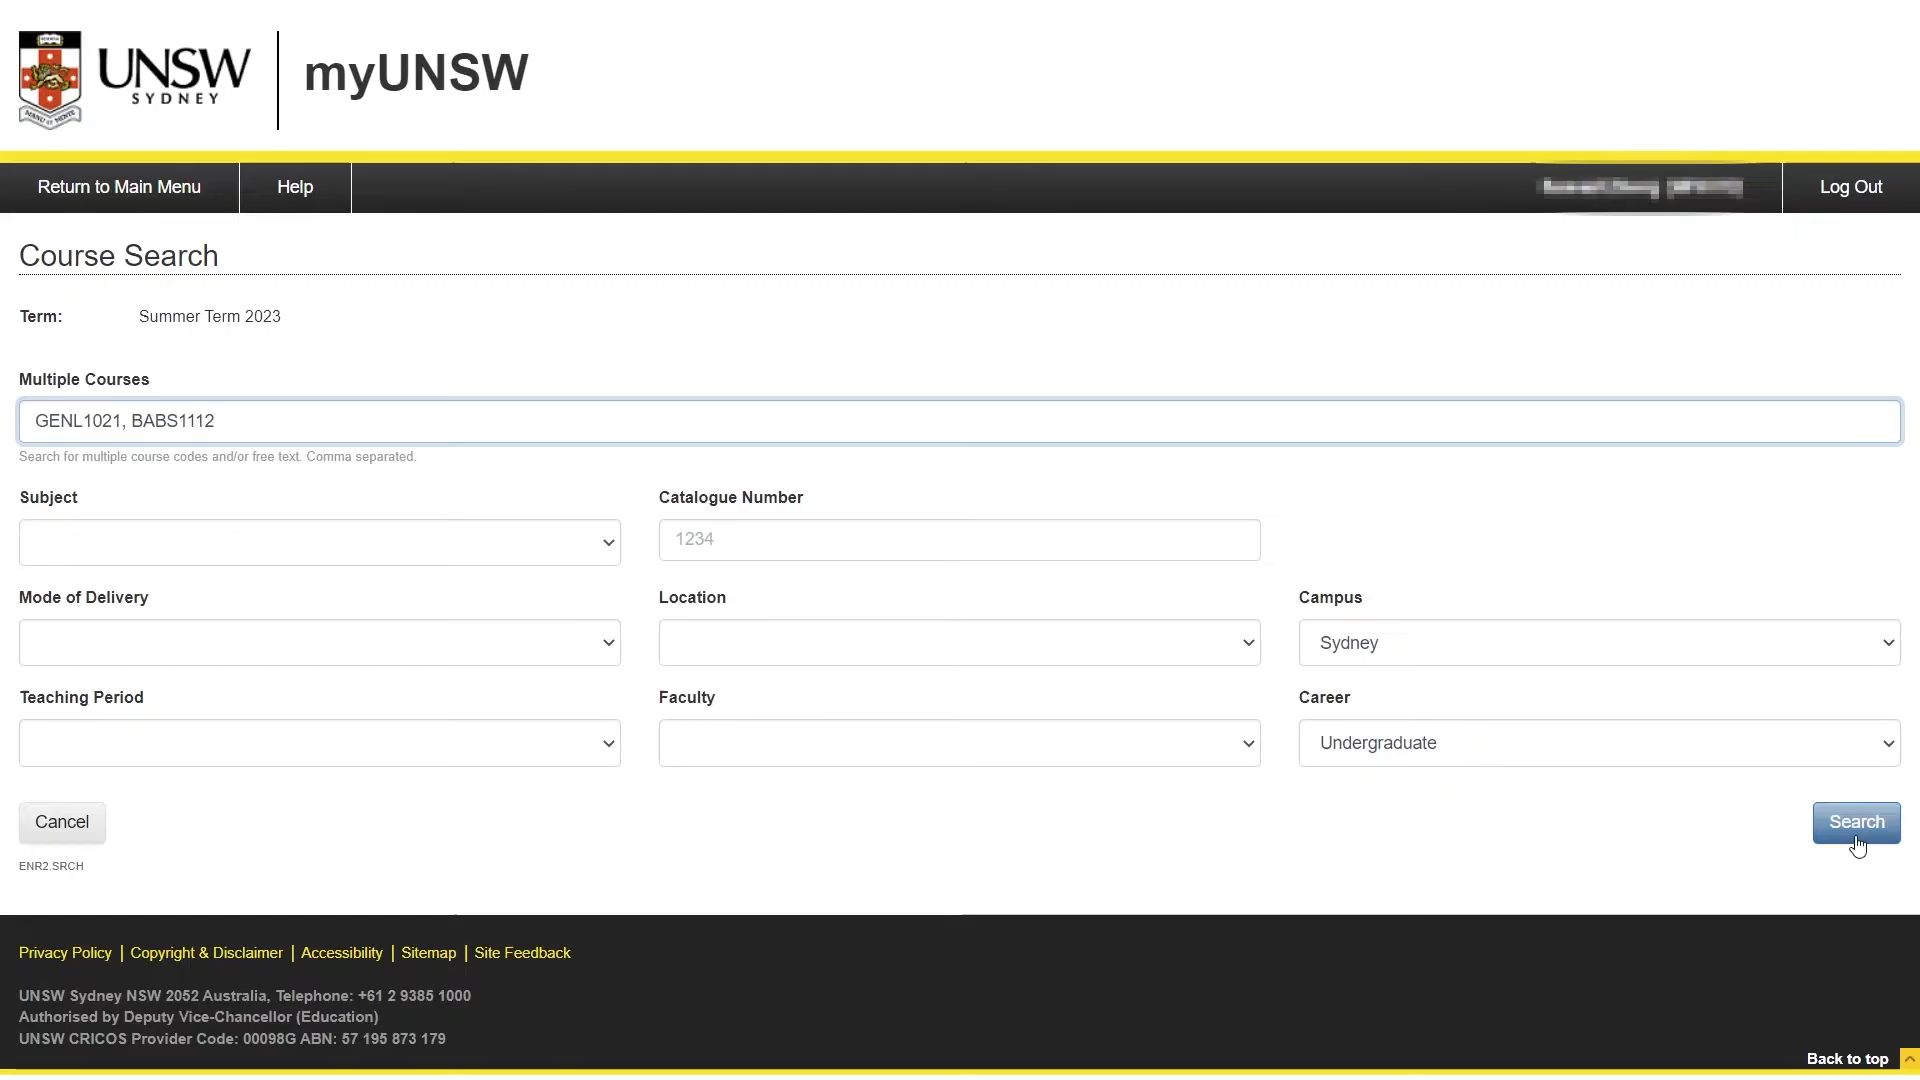 UNSW
SYDNEY
myUNSW
Return to Main Menu
Help
Log Out
Course Search
Term: Summer Term 2023
Multiple Courses
GENL1021, BABS1112
Search for multiple course codes and/or free text. Comma separated.
Subject
Catalogue Number
1234
Mode of Delivery
Location
Campus
Sydney
Teaching Period
Faculty
Career
Undergraduate
Cancel
Search
ENR2.SRCH
Privacy Policy | Copyright & Disclaimer | Accessibility | Sitemap | Site Feedback
UNSW Sydney NSW 2052 Australia, Telephone: +61 2 9385 1000
Authorised by Deputy Vice-Chancellor (Education)
UNSW CRICOS Provider Code: 00098G ABN: 57 195 873 179
Back to top